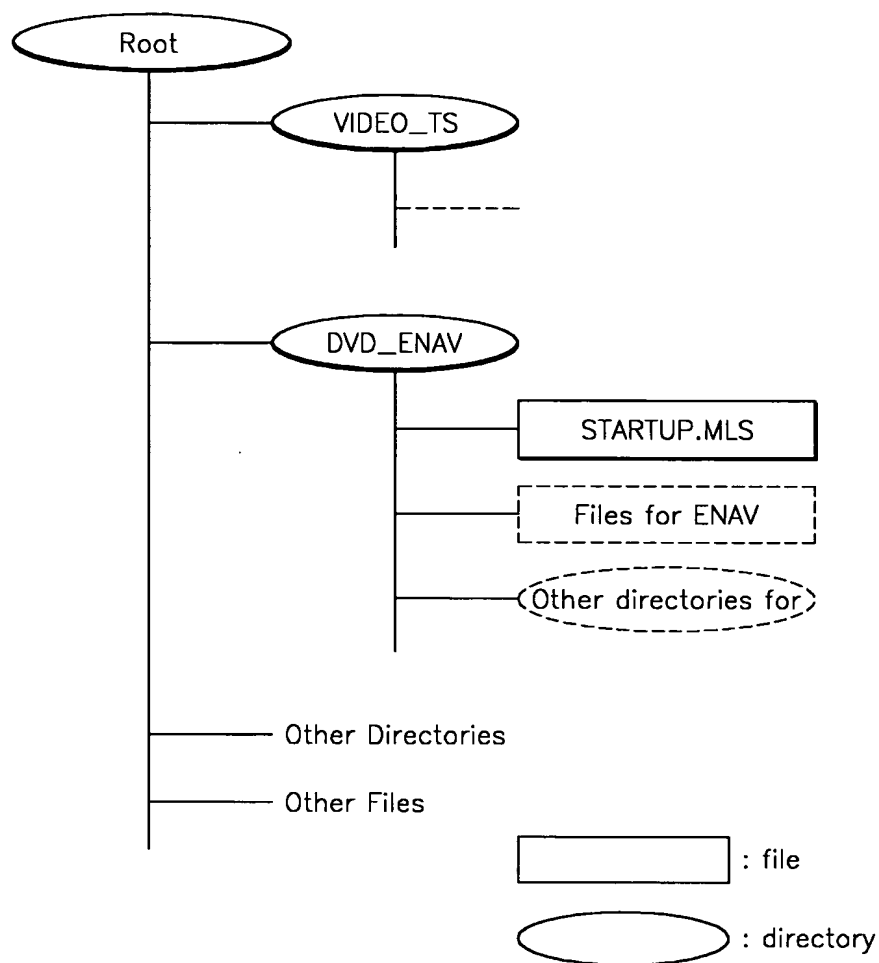 Root
VIDEO_TS
DVD_ENAV
STARTUP.MLS
Files for ENAV
Other directories for
Other Directories
Other Files
: file
: directory